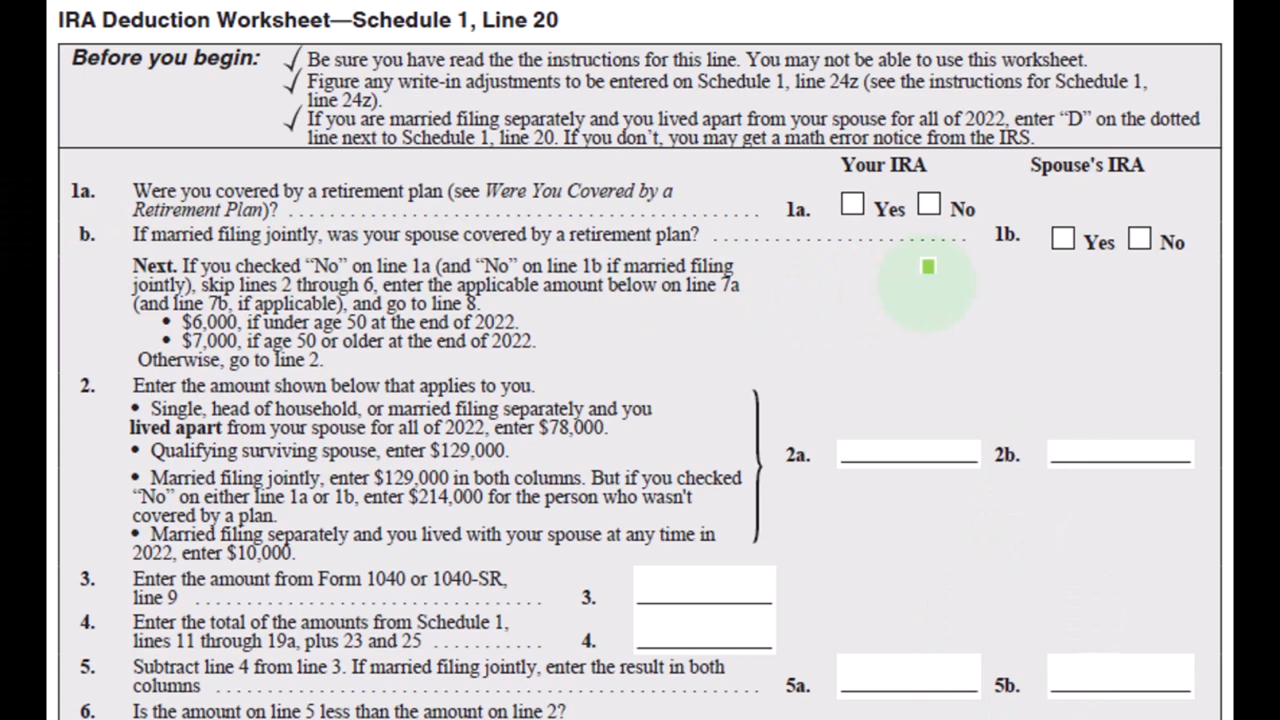 IRA Deduction Worksheet—Schedule 1, Line 20
Before you begin:
✓ Be sure you have read the the instructions for this line. You may not be able to use this worksheet.
✓ Figure any write-in adjustments to be entered on Schedule 1, line 24z (see the instructions for Schedule 1,
line 24z).
✓ If you are married filing separately and you lived apart from your spouse for all of 2022, enter “D” on the dotted
line next to Schedule 1, line 20. If you don’t, you may get a math error notice from the IRS.
Your IRA Spouse's IRA
1a. Were you covered by a retirement plan (see Were You Covered by a
Retirement Plan)? . . . . . . . . . . . . . . . . . . . . . . . . . . . . . . . . . . . . . . . . . . . . . . 1a. Yes No
b. If married filing jointly, was your spouse covered by a retirement plan? . . . . . . . . . . . . . . . . . . . . . . . . 1b. Yes No
Next. If you checked “No” on line 1a (and “No” on line 1b if married filing
jointly), skip lines 2 through 6, enter the applicable amount below on line 7a
(and line 7b, if applicable), and go to line 8.
• $6,000, if under age 50 at the end of 2022.
• $7,000, if age 50 or older at the end of 2022.
Otherwise, go to line 2.
2. Enter the amount shown below that applies to you.
• Single, head of household, or married filing separately and you
lived apart from your spouse for all of 2022, enter $78,000.
• Qualifying surviving spouse, enter $129,000.
2a. 2b.
• Married filing jointly, enter $129,000 in both columns. But if you checked
“No” on either line 1a or 1b, enter $214,000 for the person who wasn't
covered by a plan.
• Married filing separately and you lived with your spouse at any time in
2022, enter $10,000.
3. Enter the amount from Form 1040 or 1040-SR,
line 9 . . . . . . . . . . . . . . . . . . . . . . . . . . . . . . . . . . 3.
4. Enter the total of the amounts from Schedule 1,
lines 11 through 19a, plus 23 and 25 . . . . . . . . . . . 4.
5. Subtract line 4 from line 3. If married filing jointly, enter the result in both
columns . . . . . . . . . . . . . . . . . . . . . . . . . . . . . . . . . . . . . . . . . . . . . . . . . . . . . 5a. 5b.
6. Is the amount on line 5 less than the amount on line 2?